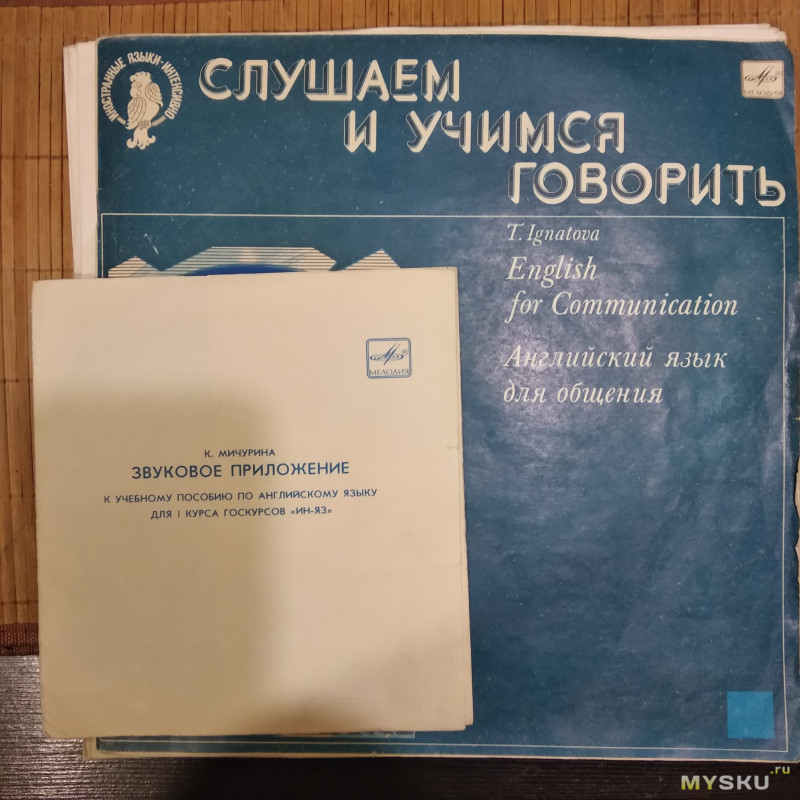 ИНОСТРАННЫЕ ЯЗЫКИ-ИНТЕНСИВНО
СЛУШАЕМ
И УЧИМСЯ
ГОВОРИТЬ
МЕЛОДИЯ
T. Ignatova
English
for Communication
Английский язык
для общения
МЕЛОДИЯ
К. МИЧУРИНА
ЗВУКОВОЕ ПРИЛОЖЕНИЕ
К УЧЕБНОМУ ПОСОБИЮ ПО АНГЛИЙСКОМУ ЯЗЫКУ
ДЛЯ I КУРСА ГОСКУРСОВ «ИН-ЯЗ»
MYSKU.ru